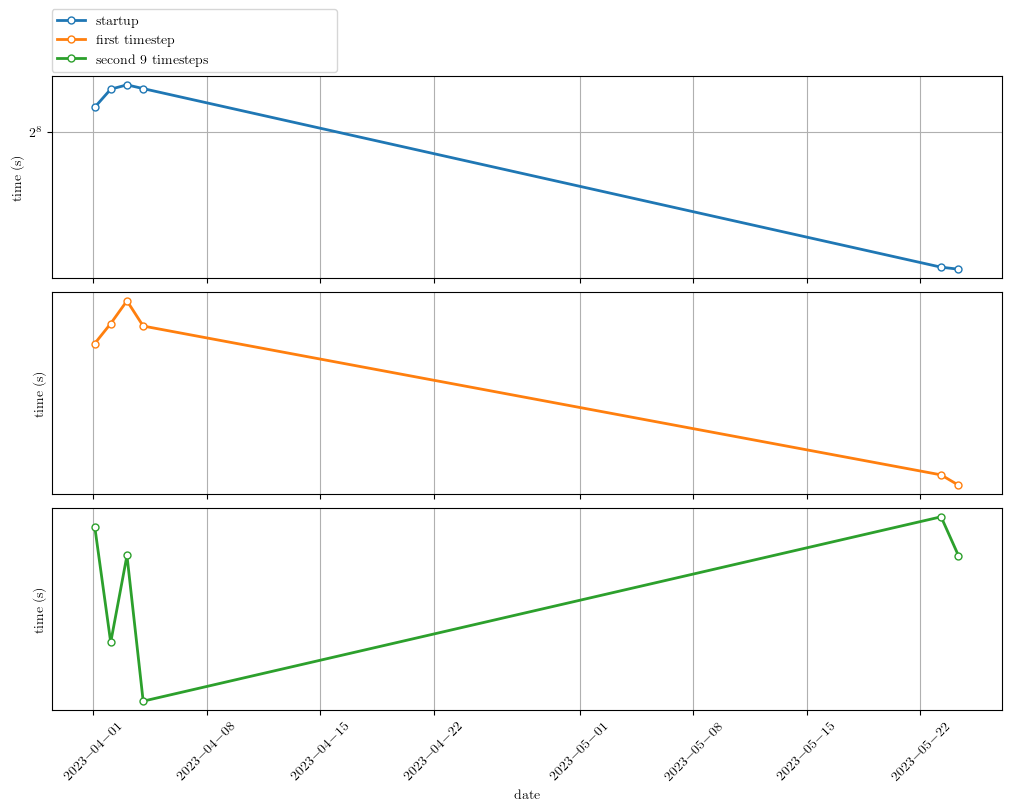 startup
first timestep
second 9 timesteps
2^8
time (s)
time (s)
time (s)
2023−04−01
2023−04−08
2023−04−15
2023−04−22
2023−05−01
2023−05−08
2023−05−15
2023−05−22
date